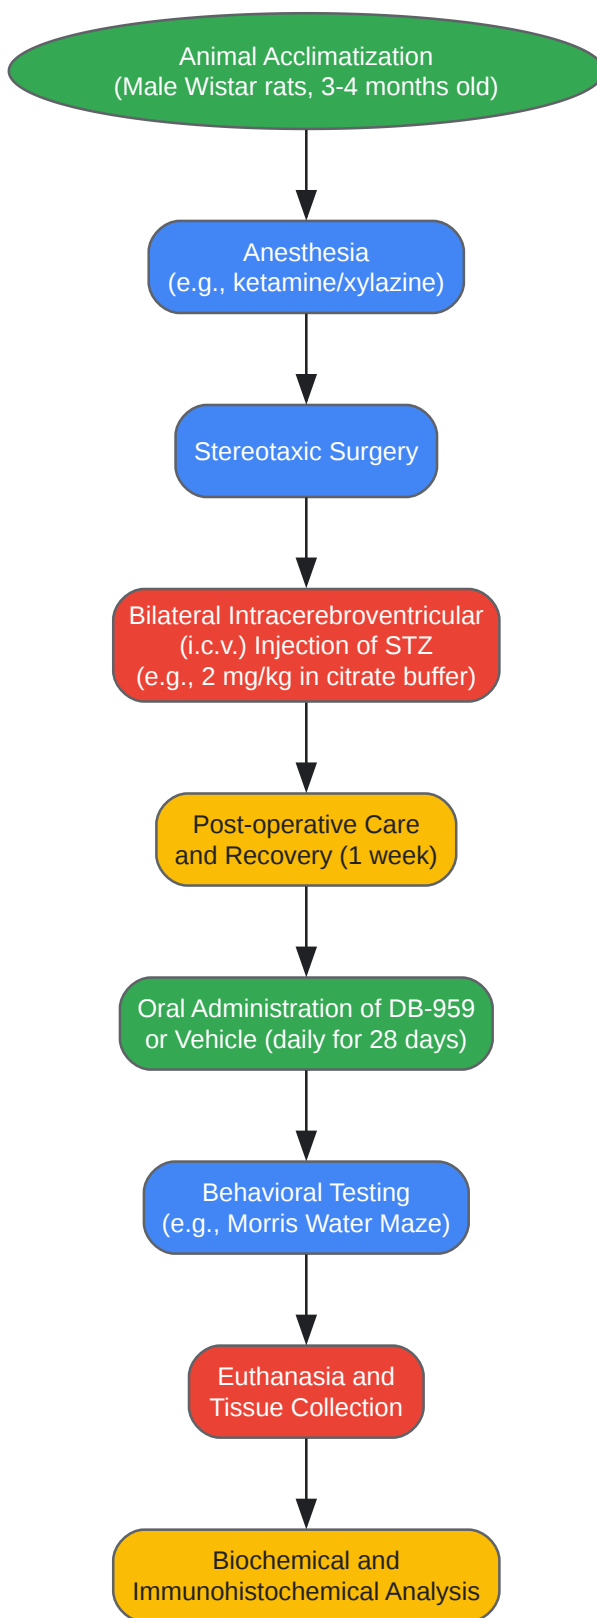 Animal Acclimatization
(Male Wistar rats, 3-4 months old)
Anesthesia
(e.g., ketamine/xylazine)
Stereotaxic Surgery
Bilateral Intracerebroventricular
(i.c.v.) Injection of STZ
(e.g., 2 mg/kg in citrate buffer)
Post-operative Care
and Recovery (1 week)
Oral Administration of DB-959
or Vehicle (daily for 28 days)
Behavioral Testing
(e.g., Morris Water Maze)
Euthanasia and
Tissue Collection
Biochemical and
Immunohistochemical Analysis